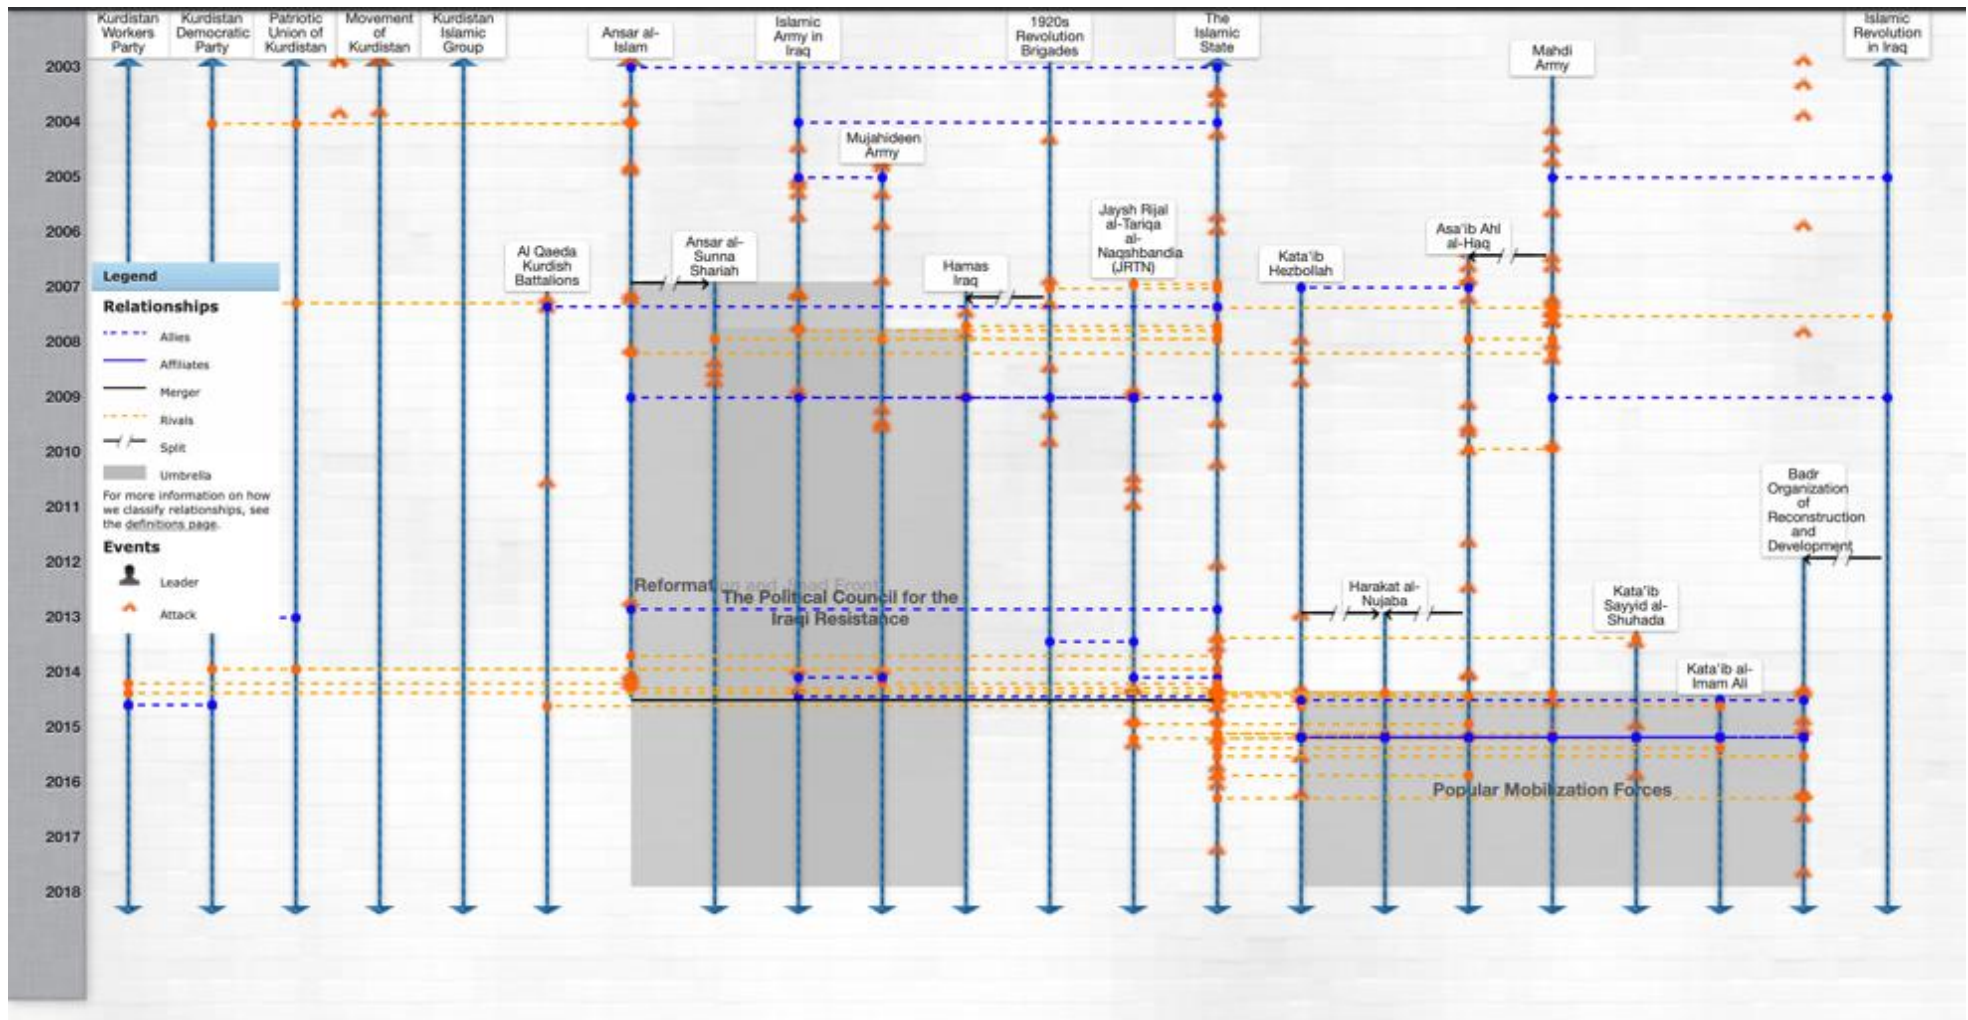 Kurdistan
Workers
Party
Kurdistan
Democratic
Party
Patriotic
Union of
Kurdistan
Movement
of
Kurdistan
Kurdistan
Islamic
Group
Ansar al-
Islam
Islamic
Army in
Iraq
1920s
Revolution
Brigades
The
Islamic
State
Mahdi
Army
Islamic
Revolution
in Iraq
2003
2004
Mujahideen
Army
2005
Jaysh Rijal
al-Tariqa
al-
Naqshbandia
(JRTN)
2006
Al Qaeda
Kurdish
Battalions
Ansar al-
Sunna
Shariah
Hamas
Iraq
Kata'ib
Hezbollah
Asa'ib Ahl
al-Haq
2007
2008
2009
2010
2011
2012
2013
2014
2015
2016
2017
2018
Legend
Relationships
Allies
Affiliates
Merger
Rivals
Split
Umbrella
For more information on how
we classify relationships, see
the definitions page.
Events
Leader
Attack
Badr
Organization
of
Reconstruction
and
Development
Reformation and Jihad Front
The Political Council for the
Iraqi Resistance
Harakat al-
Nujaba
Kata'ib
Sayyid al-
Shuhada
Kata'ib al-
Imam Ali
Popular Mobilization Forces